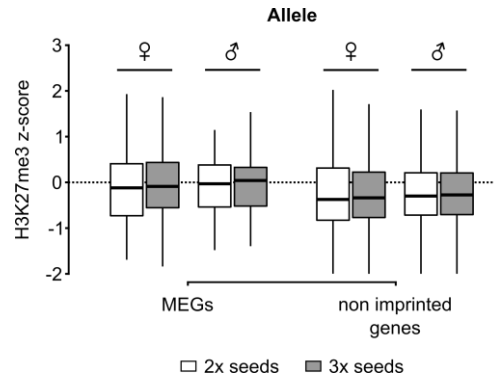 Allele
♀ ♂ ♀ ♂
H3K27me3 z-score
3
2
1
0
-1
-2
MEGs
non imprinted
genes
2x seeds 3x seeds